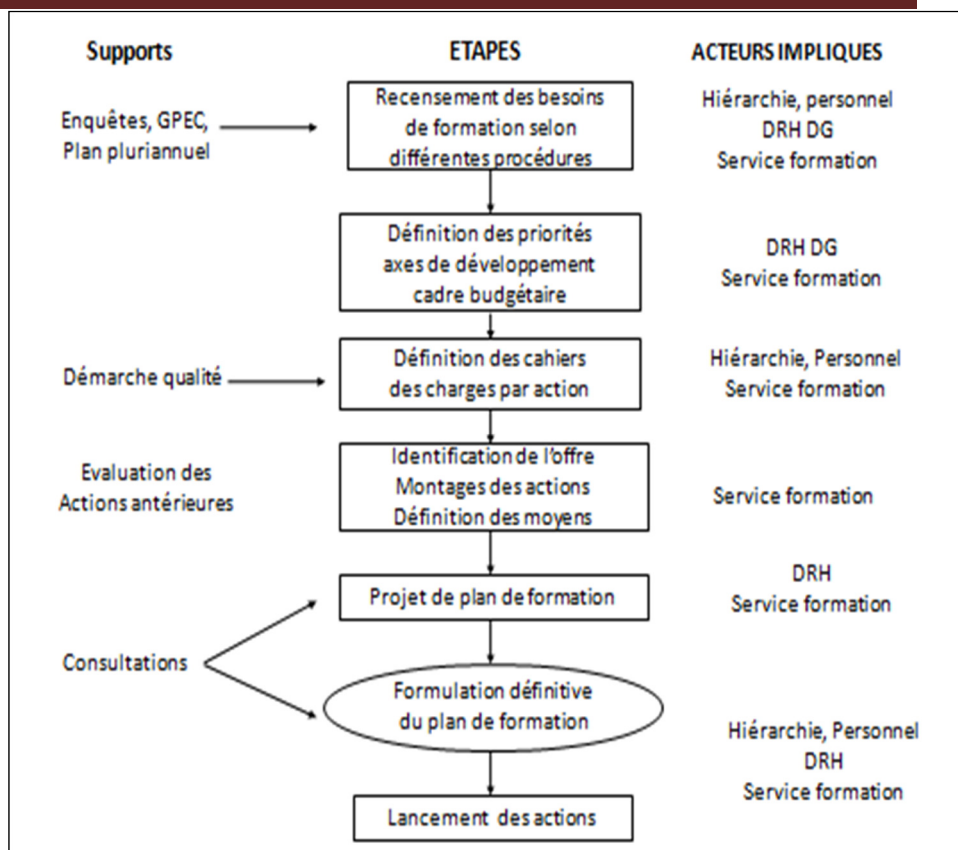 Supports ETAPES ACTEURS IMPLIQUES
Enquêtes, GPEC,
Plan pluriannuel
Recensement des besoins
de formation selon
différentes procédures
Hiérarchie, personnel
DRH DG
Service formation
Définition des priorités
axes de développement
cadre budgétaire
DRH DG
Service formation
Démarche qualité
Définition des cahiers
des charges par action
Hiérarchie, Personnel
Service formation
Evaluation des
Actions antérieures
Identification de l'offre
Montages des actions
Définition des moyens
Service formation
Projet de plan de formation
DRH
Service formation
Consultations
Formulation définitive
du plan de formation
Hiérarchie, Personnel
DRH
Service formation
Lancement des actions